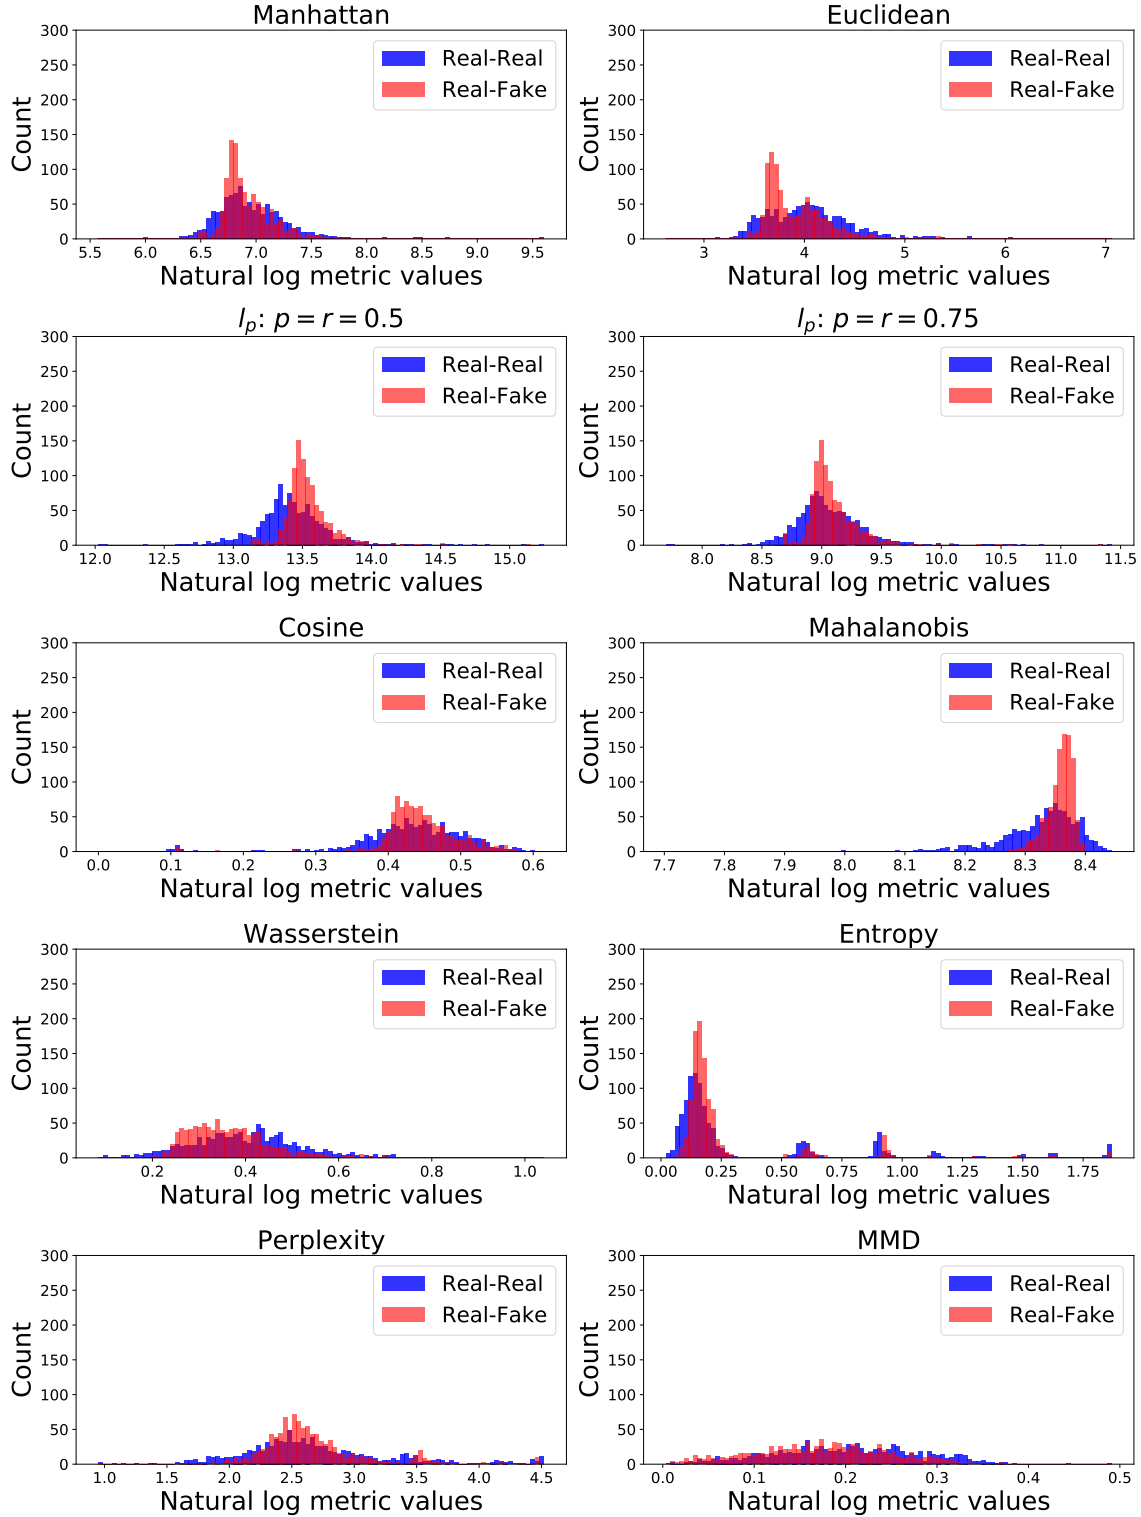 Manhattan
Count
300
250
200
150
100
50
0
Real-Real
Real-Fake
5.5 6.0 6.5 7.0 7.5 8.0 8.5 9.0 9.5
Natural log metric values
Euclidean
Count
300
250
200
150
100
50
0
Real-Real
Real-Fake
3 4 5 6 7
Natural log metric values
l_p: p = r = 0.5
Count
300
250
200
150
100
50
0
Real-Real
Real-Fake
12.0 12.5 13.0 13.5 14.0 14.5 15.0
Natural log metric values
l_p: p = r = 0.75
Count
300
250
200
150
100
50
0
Real-Real
Real-Fake
8.0 8.5 9.0 9.5 10.0 10.5 11.0 11.5
Natural log metric values
Cosine
Count
300
250
200
150
100
50
0
Real-Real
Real-Fake
0.0 0.1 0.2 0.3 0.4 0.5 0.6
Natural log metric values
Mahalanobis
Count
300
250
200
150
100
50
0
Real-Real
Real-Fake
7.7 7.8 7.9 8.0 8.1 8.2 8.3 8.4
Natural log metric values
Wasserstein
Count
300
250
200
150
100
50
0
Real-Real
Real-Fake
0.2 0.4 0.6 0.8 1.0
Natural log metric values
Entropy
Count
300
250
200
150
100
50
0
Real-Real
Real-Fake
0.00 0.25 0.50 0.75 1.00 1.25 1.50 1.75
Natural log metric values
Perplexity
Count
300
250
200
150
100
50
0
Real-Real
Real-Fake
1.0 1.5 2.0 2.5 3.0 3.5 4.0 4.5
Natural log metric values
MMD
Count
300
250
200
150
100
50
0
Real-Real
Real-Fake
0.0 0.1 0.2 0.3 0.4 0.5
Natural log metric values